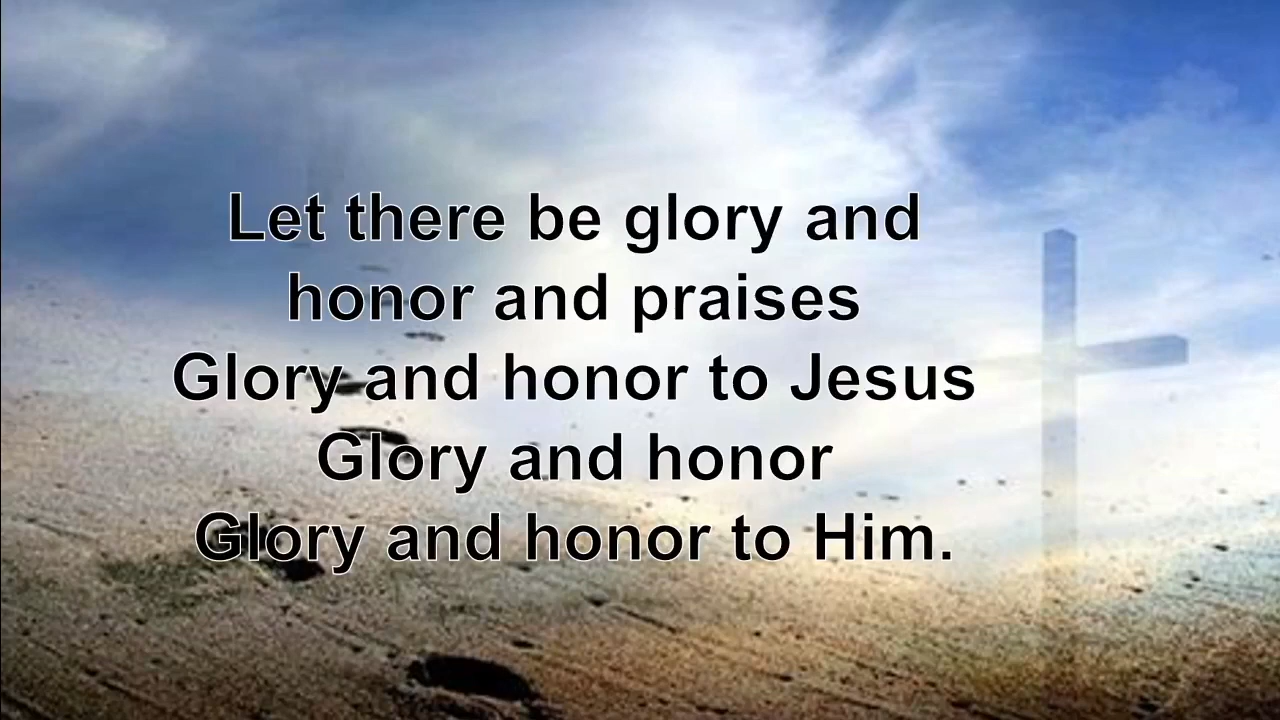 Let there be glory and
honor and praises
Glory and honor to Jesus
Glory and honor
Glory and honor to Him.